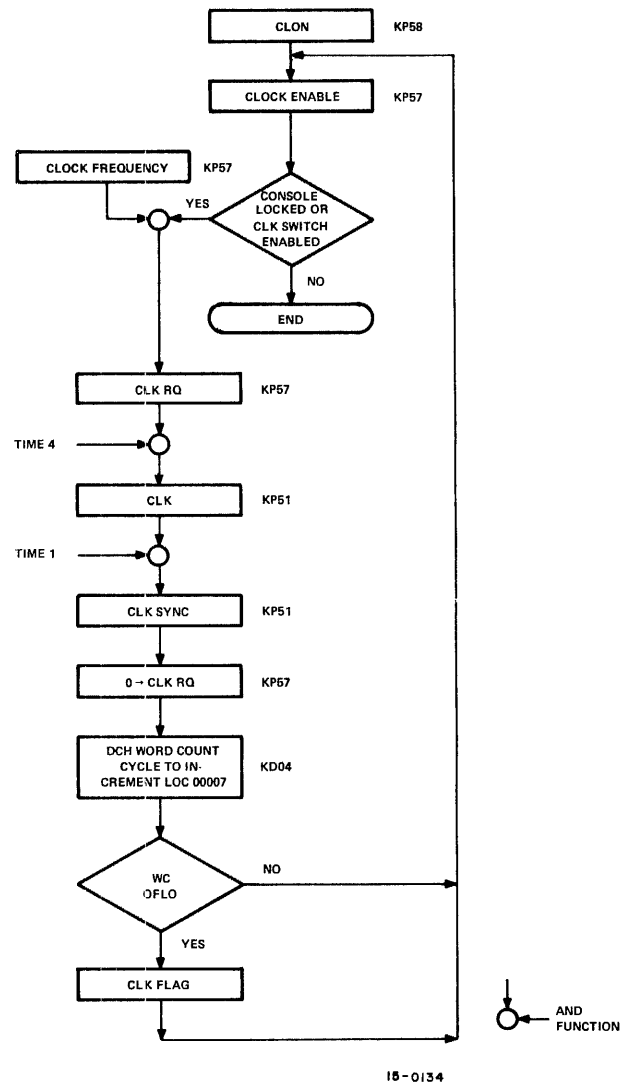 CLON
KP58
CLOCK ENABLE
KP57
CLOCK FREQUENCY
KP57
YES
CONSOLE
LOCKED OR
CLK SWITCH
ENABLED
NO
END
CLK RQ
KP57
TIME 4
CLK
KP51
TIME 1
CLK SYNC
KP51
0 → CLK RQ
KP57
DCH WORD COUNT
CYCLE TO IN-
CREMENT LOC 00007
KD04
WC
OFLO
NO
YES
CLK FLAG
AND
FUNCTION
15-0134